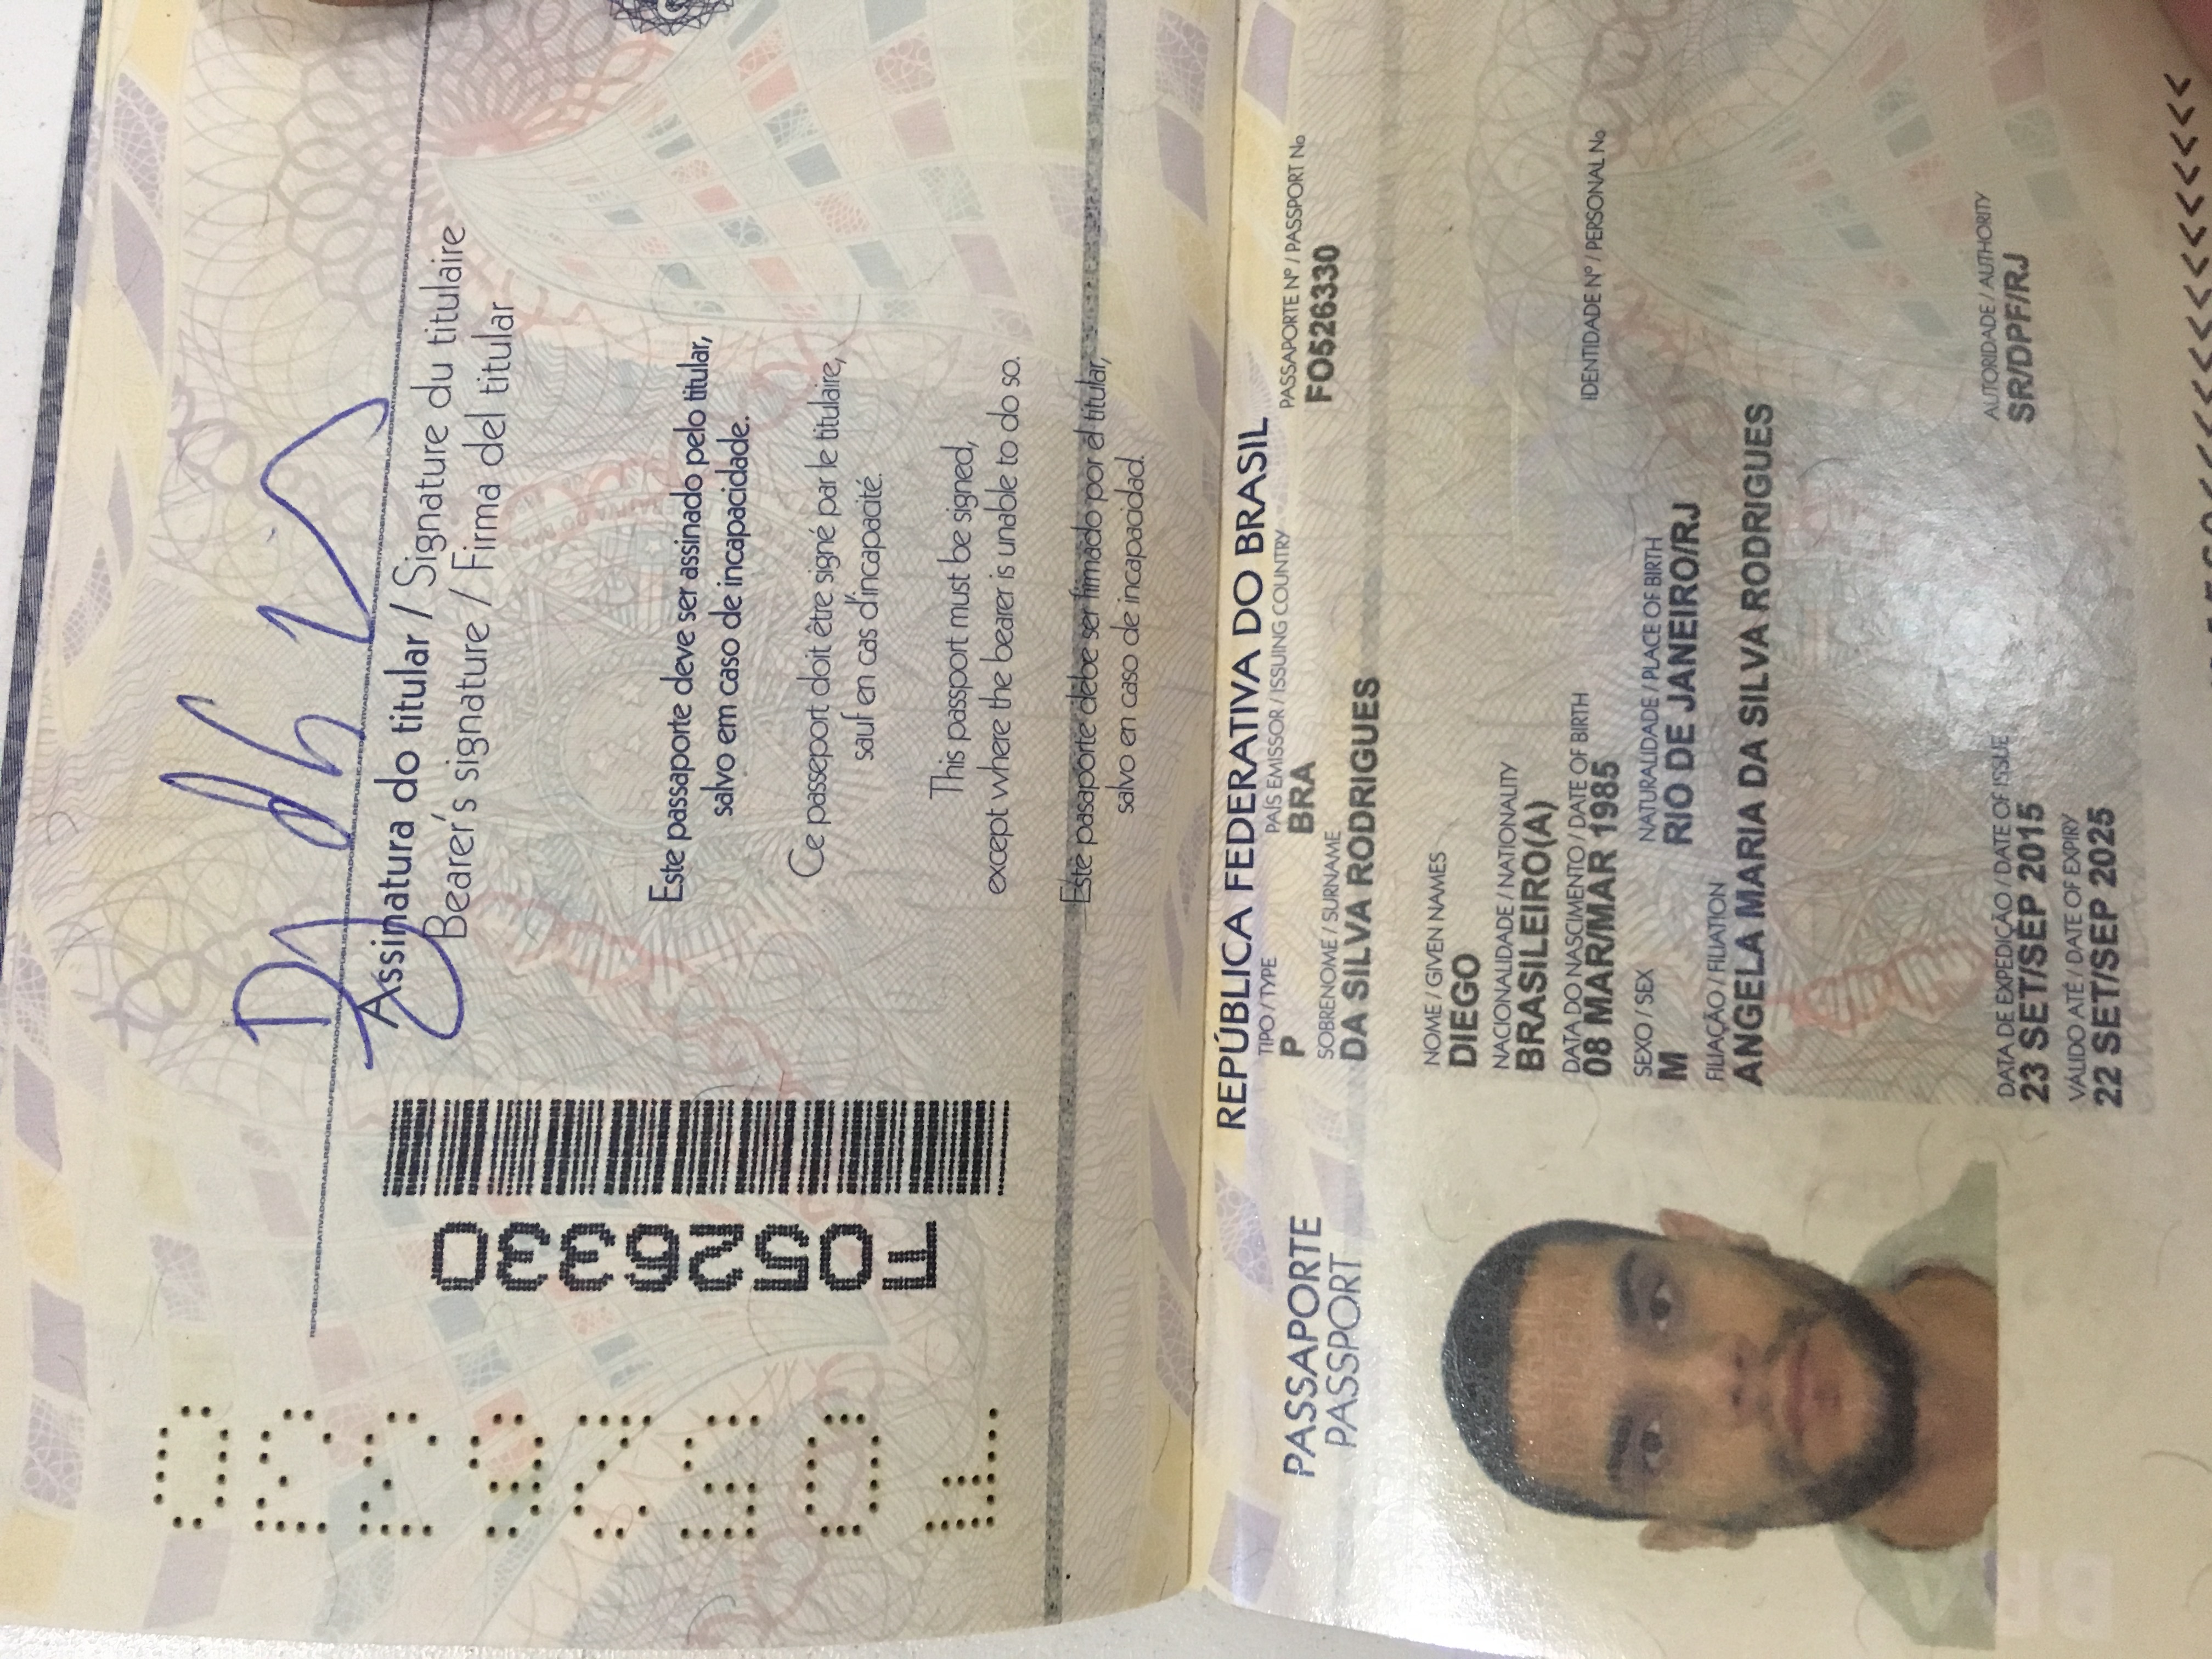 Assinatura do titular / Signature du titulaire
Bearer's signature / Firma del titular
Este passaporte deve ser assinado pelo titular,
salvo em caso de incapacidade.
Ce passeport doit être signé par le titulaire,
sauf en cas d'incapacité.
This passport must be signed,
except where the bearer is unable to do so.
Este pasaporte debe ser firmado por el titular,
salvo en caso de incapacidad.
FO526330
FO526330
REPÚBLICA FEDERATIVA DO BRASIL
PASSAPORTE
PASSPORT
TIPO / TYPE PAÍS EMISSOR / ISSUING COUNTRY PASSAPORTE Nº / PASSPORT No
P BRA FO526330
SOBRENOME / SURNAME
DA SILVA RODRIGUES
NOME / GIVEN NAMES
DIEGO
NACIONALIDADE / NATIONALITY
BRASILEIRO(A)
DATA DO NASCIMENTO / DATE OF BIRTH IDENTIDADE Nº / PERSONAL No
08 MAR/MAR 1985
SEXO / SEX NATURALIDADE / PLACE OF BIRTH
M RIO DE JANEIRO/RJ
FILIAÇÃO / FILIATION
ANGELA MARIA DA SILVA RODRIGUES
DATA DE EXPEDIÇÃO / DATE OF ISSUE AUTORIDADE / AUTHORITY
23 SET/SEP 2015 SR/DPF/RJ
VÁLIDO ATÉ / DATE OF EXPIRY
22 SET/SEP 2025